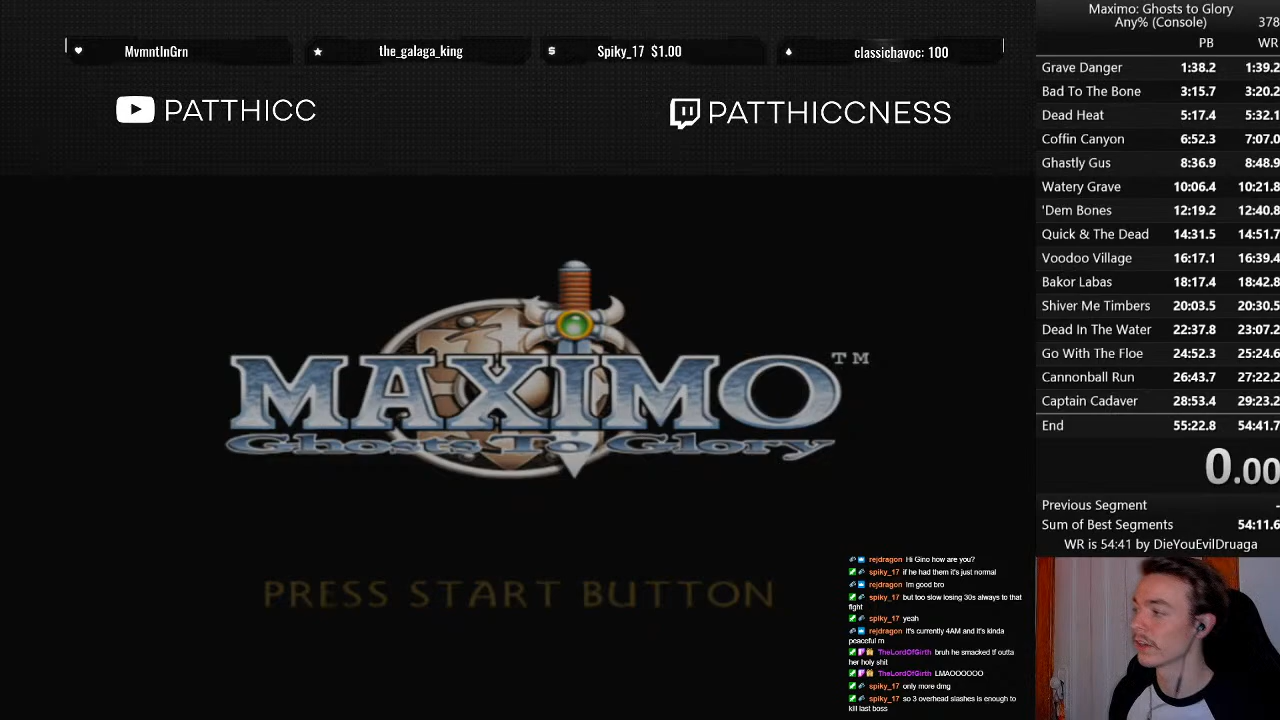 MvmntInGrn
the_galaga_king
Spiky_17 $1.00
classichavoc: 100
PATTHICC
PATTHICCNESS
MAXIMO™
Ghosts To Glory
PRESS START BUTTON
Maximo: Ghosts to Glory
Any% (Console) 378
PB WR
Grave Danger 1:38.2 1:39.2
Bad To The Bone 3:15.7 3:20.2
Dead Heat 5:17.4 5:32.1
Coffin Canyon 6:52.3 7:07.0
Ghastly Gus 8:36.9 8:48.9
Watery Grave 10:06.4 10:21.8
'Dem Bones 12:19.2 12:40.8
Quick & The Dead 14:31.5 14:51.7
Voodoo Village 16:17.1 16:39.4
Bakor Labas 18:17.4 18:42.8
Shiver Me Timbers 20:03.5 20:30.5
Dead In The Water 22:37.8 23:07.2
Go With The Floe 24:52.3 25:24.6
Cannonball Run 26:43.7 27:22.2
Captain Cadaver 28:53.4 29:23.2
End 55:22.8 54:41.7
0.00
Previous Segment -
Sum of Best Segments 54:11.6
WR is 54:41 by DieYouEvilDruaga
rejdragon Hi Gino how are you?
spiky_17 if he had them it's just normal
rejdragon Im good bro
spiky_17 but too slow losing 30s always to that
fight
spiky_17 yeah
rejdragon it's currently 4AM and it's kinda
peaceful rn
TheLordOfGirth bruh he smacked tf outta
her holy shit
TheLordOfGirth LMAOOOOOO
spiky_17 only more dmg
spiky_17 so 3 overhead slashes is enough to
kill last boss